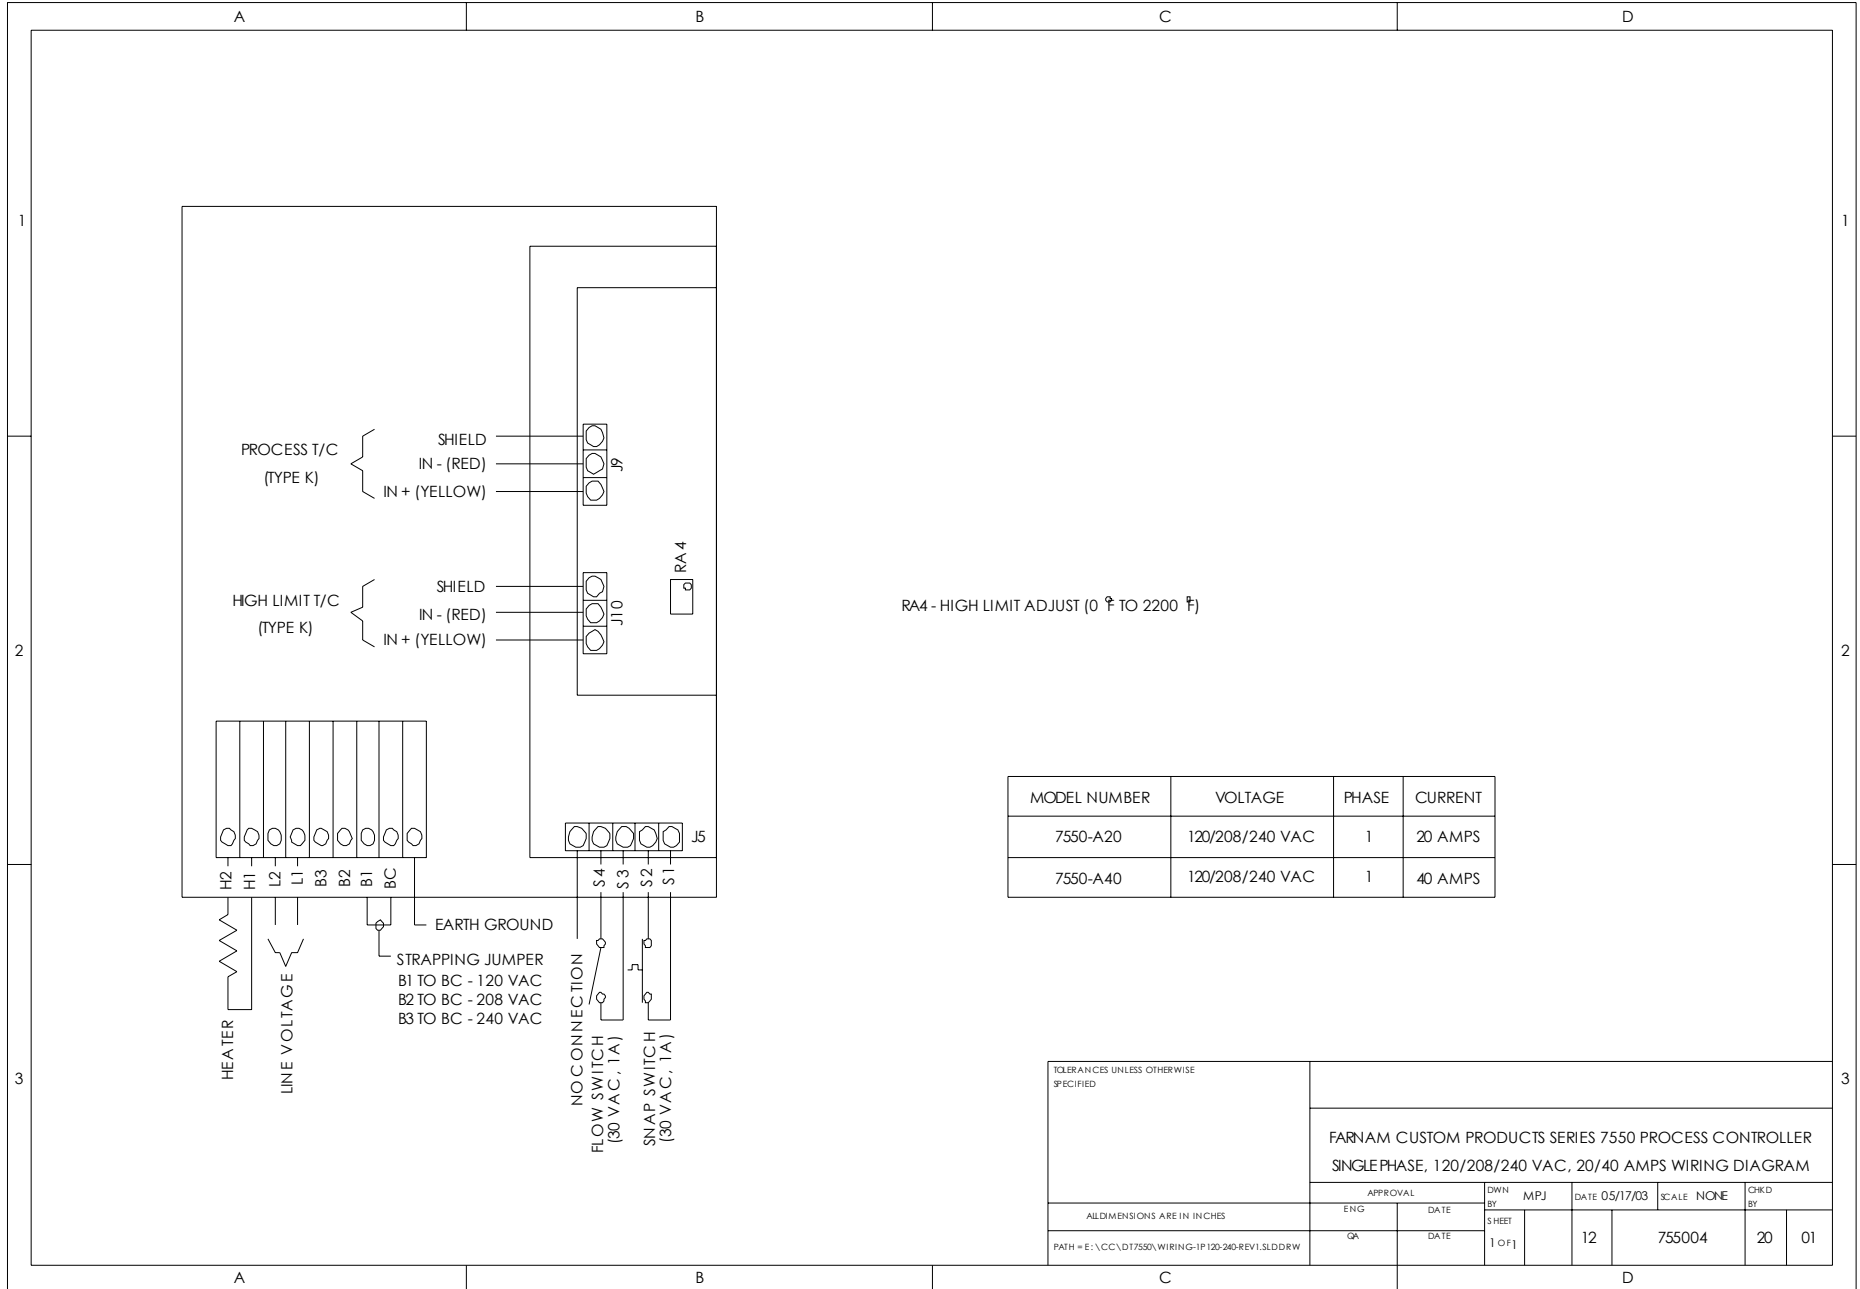 A B C D
1 1
PROCESS T/C
(TYPE K)
SHIELD
IN - (RED)
IN + (YELLOW)
J9
HIGH LIMIT T/C
(TYPE K)
SHIELD
IN - (RED)
IN + (YELLOW)
J10
RA4
RA4 - HIGH LIMIT ADJUST (0 °F TO 2200 °F)
2 2
H2 H1 L2 L1 B3 B2 B1 BC
J5
S4 S3 S2 S1
EARTH GROUND
STRAPPING JUMPER
B1 TO BC - 120 VAC
B2 TO BC - 208 VAC
B3 TO BC - 240 VAC
HEATER
LINE VOLTAGE
NO CONNECTION
FLOW SWITCH
(30 VAC, 1A)
SNAP SWITCH
(30 VAC, 1A)
MODEL NUMBER VOLTAGE PHASE CURRENT
7550-A20 120/208/240 VAC 1 20 AMPS
7550-A40 120/208/240 VAC 1 40 AMPS
3 3
TOLERANCES UNLESS OTHERWISE
SPECIFIED
FARNAM CUSTOM PRODUCTS SERIES 7550 PROCESS CONTROLLER
SINGLE PHASE, 120/208/240 VAC, 20/40 AMPS WIRING DIAGRAM
ALL DIMENSIONS ARE IN INCHES
PATH = E:\CC\DT7550\WIRING-1P120-240-REV1.SLDDRW
APPROVAL
ENG DATE
QA DATE
DWN BY MPJ DATE 05/17/03 SCALE NONE CHKD BY
SHEET
1 OF 1
12 755004 20 01
A B C D